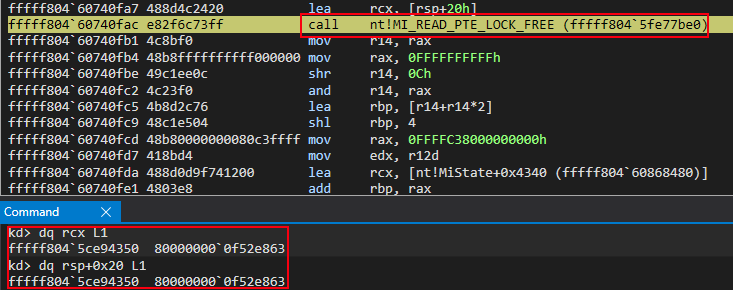 fffff804`60740fa7 488d4c2420 lea rcx, [rsp+20h]
fffff804`60740fac e82f6c73ff call nt!MI_READ_PTE_LOCK_FREE (fffff804`5fe77be0)
fffff804`60740fb1 4c8bf0 mov r14, rax
fffff804`60740fb4 48b8ffffffffff000000 mov rax, 0FFFFFFFFFFh
fffff804`60740fbe 49c1ee0c shr r14, 0Ch
fffff804`60740fc2 4c23f0 and r14, rax
fffff804`60740fc5 4b8d2c76 lea rbp, [r14+r14*2]
fffff804`60740fc9 48c1e504 shl rbp, 4
fffff804`60740fcd 48b80000000080c3ffff mov rax, 0FFFFC38000000000h
fffff804`60740fd7 418bd4 mov edx, r12d
fffff804`60740fda 488d0d9f741200 lea rcx, [nt!MiState+0x4340 (fffff804`60868480)]
fffff804`60740fe1 4803e8 add rbp, rax
Command X
kd> dq rcx L1
fffff804`5ce94350 80000000`0f52e863
kd> dq rsp+0x20 L1
fffff804`5ce94350 80000000`0f52e863